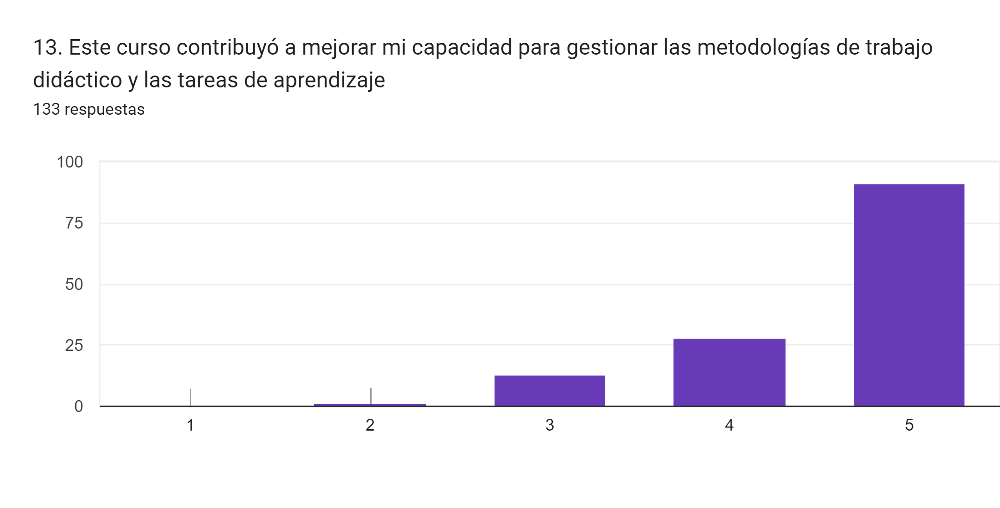 13. Este curso contribuyó a mejorar mi capacidad para gestionar las metodologías de trabajo
didáctico y las tareas de aprendizaje
133 respuestas
100
75
50
25
0
1 2 3 4 5